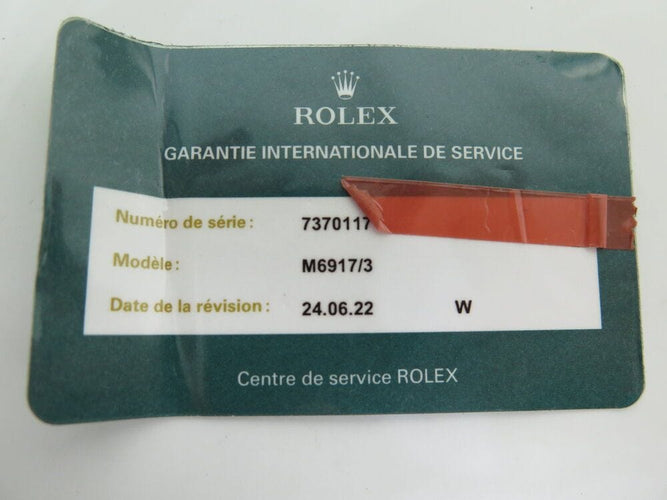 ROLEX
GARANTIE INTERNATIONALE DE SERVICE
Numéro de série : 7370117
Modèle : M6917/3
Date de la révision : 24.06.22 W
Centre de service ROLEX